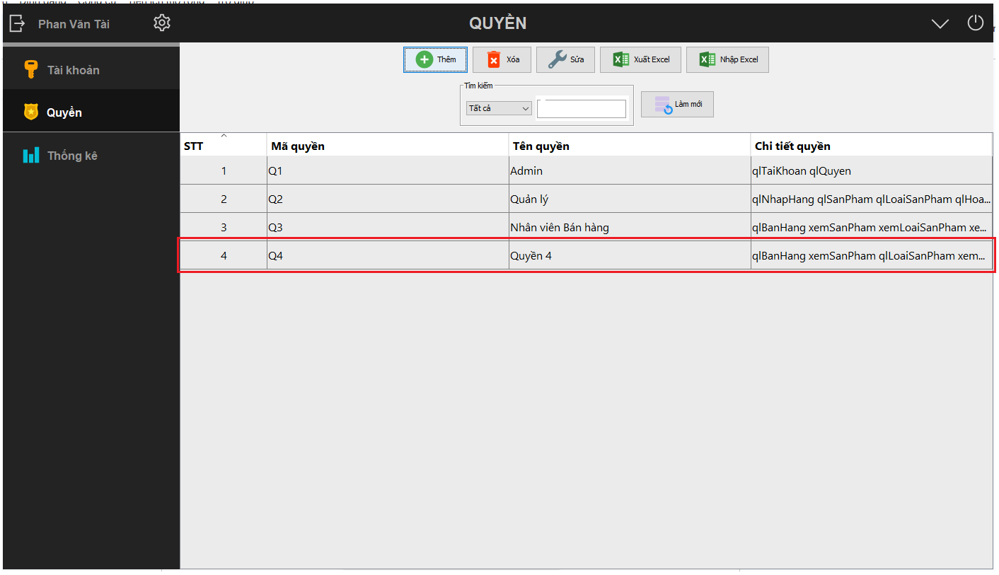 Phan Văn Tài
QUYỀN
Tài khoản
Quyền
Thống kê
Thêm
Xóa
Sửa
Xuất Excel
Nhập Excel
Tìm kiếm
Tất cả
Làm mới
STT Mã quyền Tên quyền Chi tiết quyền
1 Q1 Admin qlTaiKhoan qlQuyen
2 Q2 Quản lý qlNhapHang qlSanPham qlLoaiSanPham qlHoa...
3 Q3 Nhân viên Bán hàng qlBanHang xemSanPham xemLoaiSanPham xe...
4 Q4 Quyền 4 qlBanHang xemSanPham qlLoaiSanPham xem...